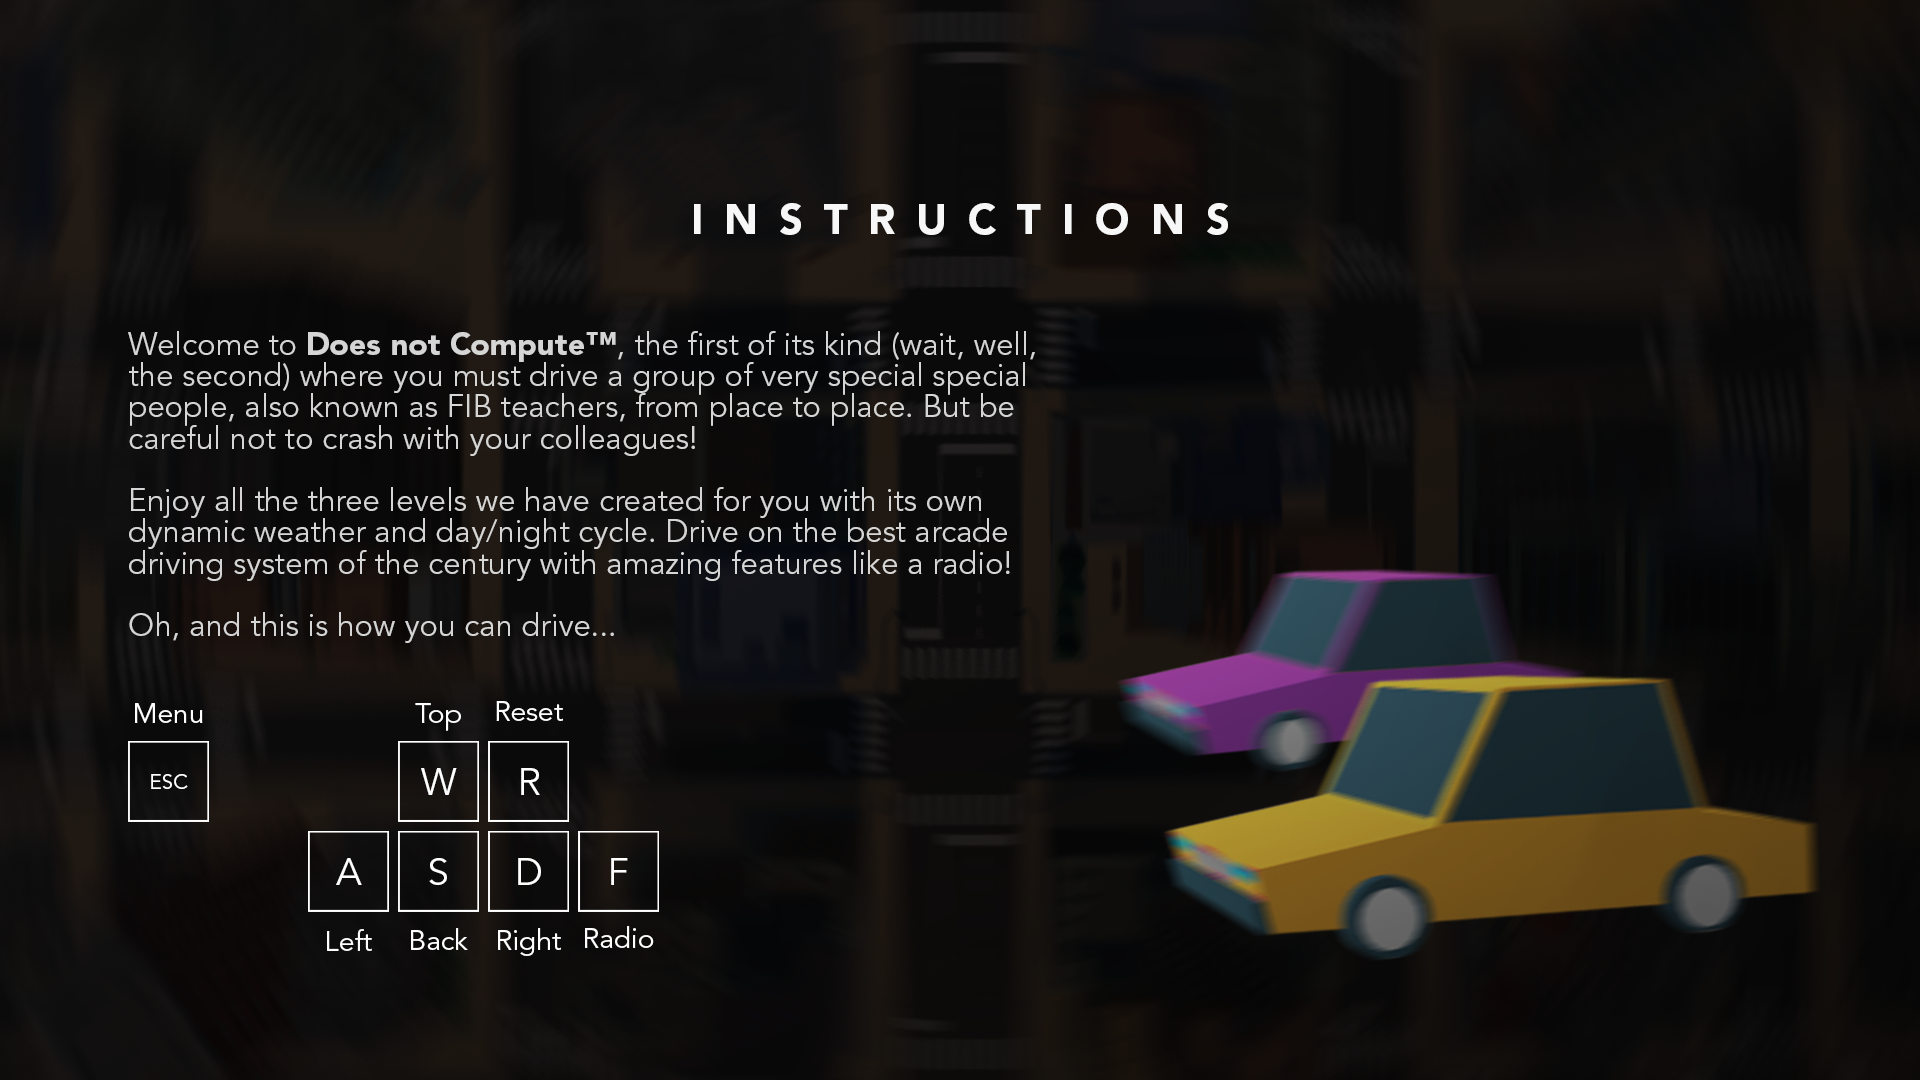 INSTRUCTIONS
Welcome to Does not Compute™, the first of its kind (wait, well,
the second) where you must drive a group of very special special
people, also known as FIB teachers, from place to place. But be
careful not to crash with your colleagues!
Enjoy all the three levels we have created for you with its own
dynamic weather and day/night cycle. Drive on the best arcade
driving system of the century with amazing features like a radio!
Oh, and this is how you can drive...
Menu Top Reset
ESC W R
A S D F
Left Back Right Radio